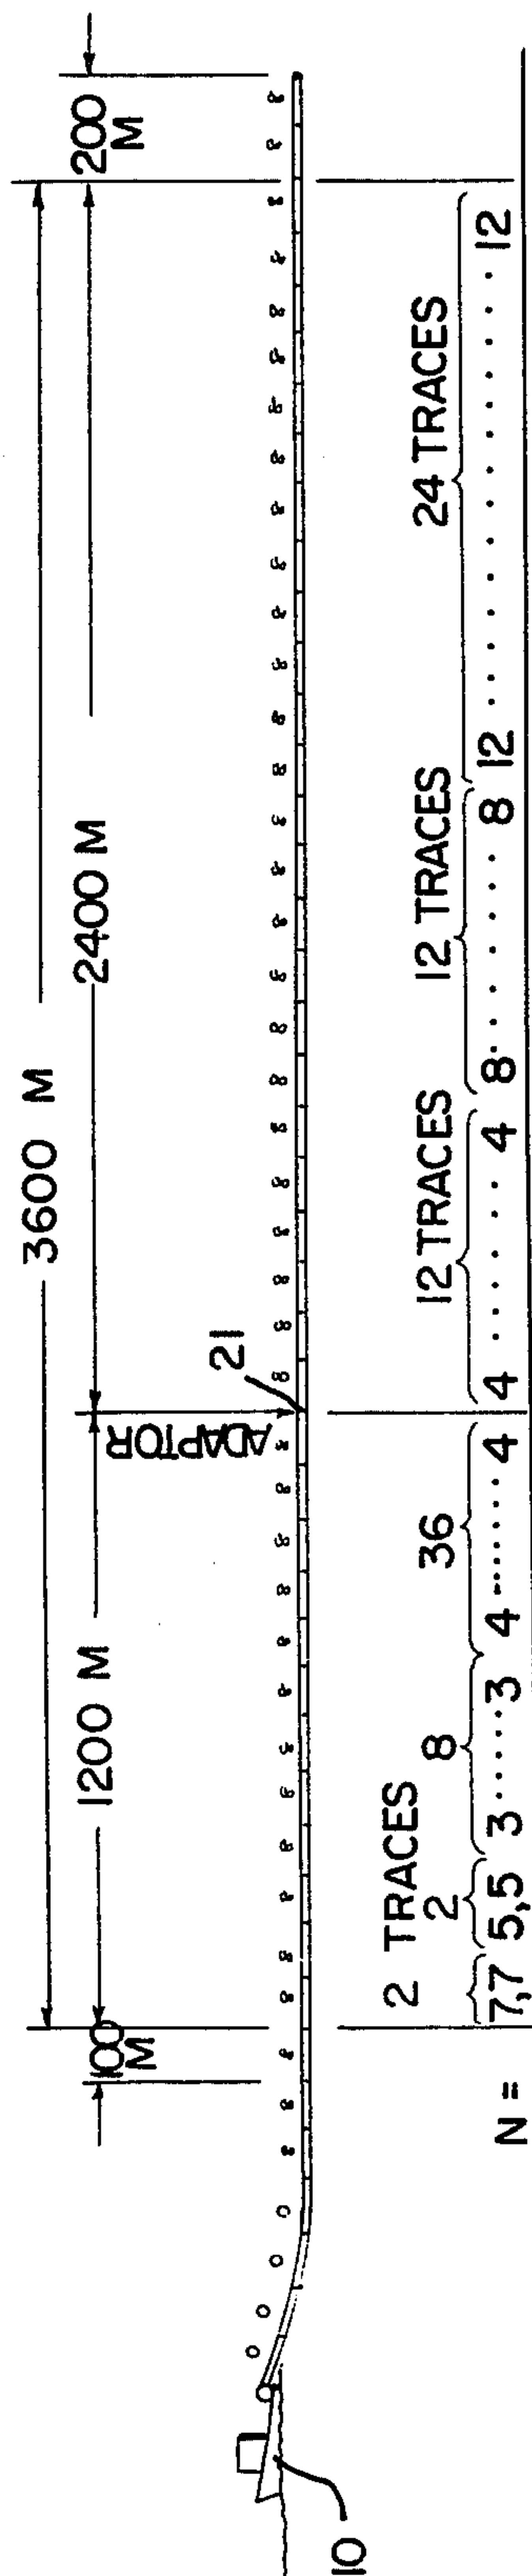 3600 M
100 M 1200 M 2400 M 200 M
ADAPTOR
21
10
2 TRACES 2 8 36 12 TRACES 12 TRACES 24 TRACES
N = 7,7 5,5 3.....3 4.......4 4.......4 8.......8 12..............12